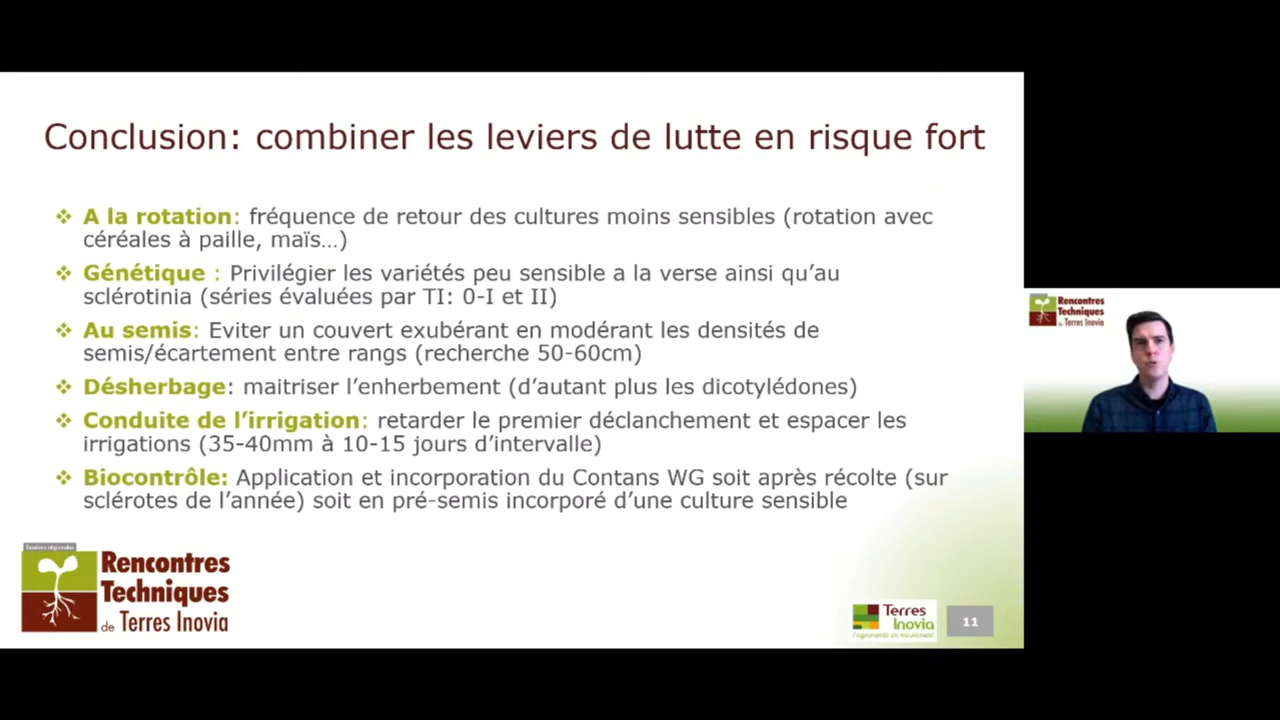 Conclusion: combiner les leviers de lutte en risque fort
❖ A la rotation: fréquence de retour des cultures moins sensibles (rotation avec
céréales à paille, maïs…)
❖ Génétique : Privilégier les variétés peu sensible a la verse ainsi qu’au
sclérotinia (séries évaluées par TI: 0-I et II)
❖ Au semis: Eviter un couvert exubérant en modérant les densités de
semis/écartement entre rangs (recherche 50-60cm)
❖ Désherbage: maitriser l’enherbement (d’autant plus les dicotylédones)
❖ Conduite de l’irrigation: retarder le premier déclanchement et espacer les
irrigations (35-40mm à 10-15 jours d’intervalle)
❖ Biocontrôle: Application et incorporation du Contans WG soit après récolte (sur
sclérotes de l’année) soit en pré-semis incorporé d’une culture sensible
Rencontres
Techniques
de Terres Inovia
Rencontres
Techniques
de Terres Inovia
Terres
Inovia
l’agronomie en mouvement
11